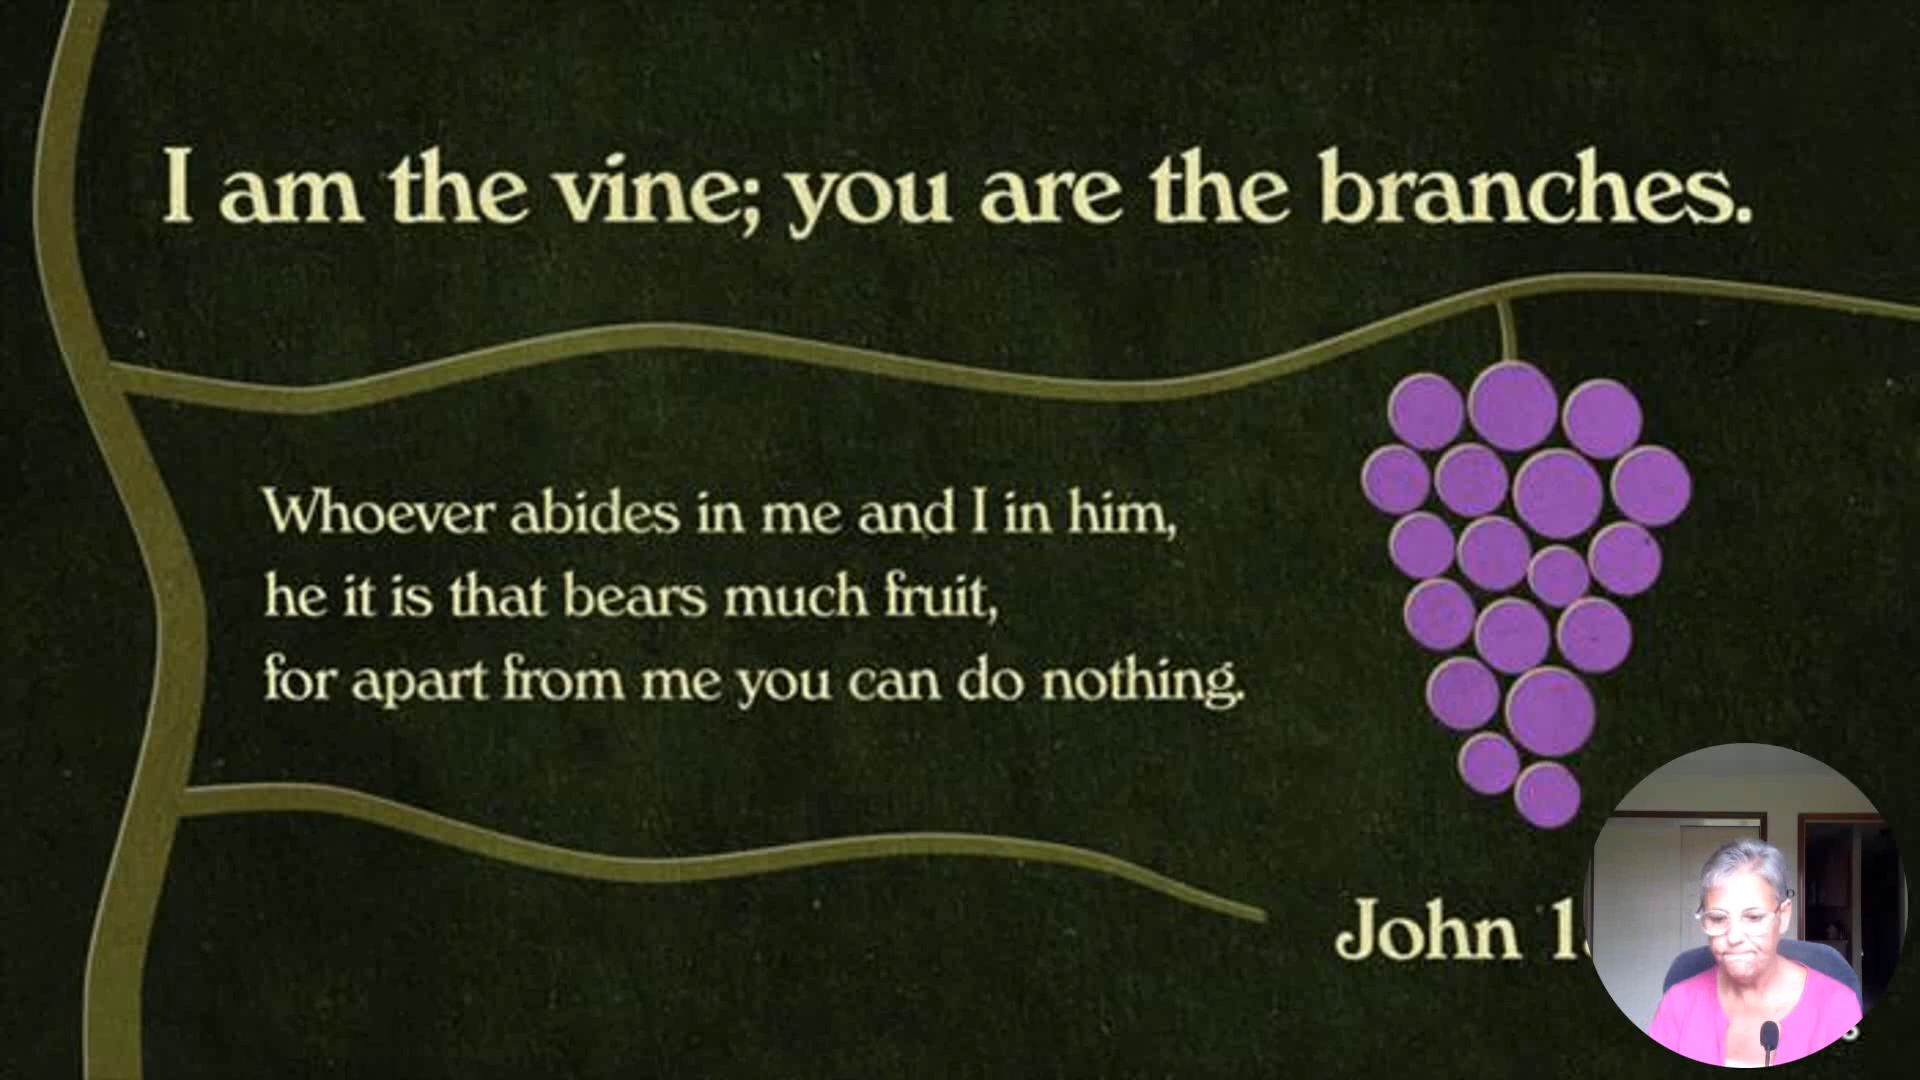 I am the vine; you are the branches.
Whoever abides in me and I in him,
he it is that bears much fruit,
for apart from me you can do nothing.
John 1